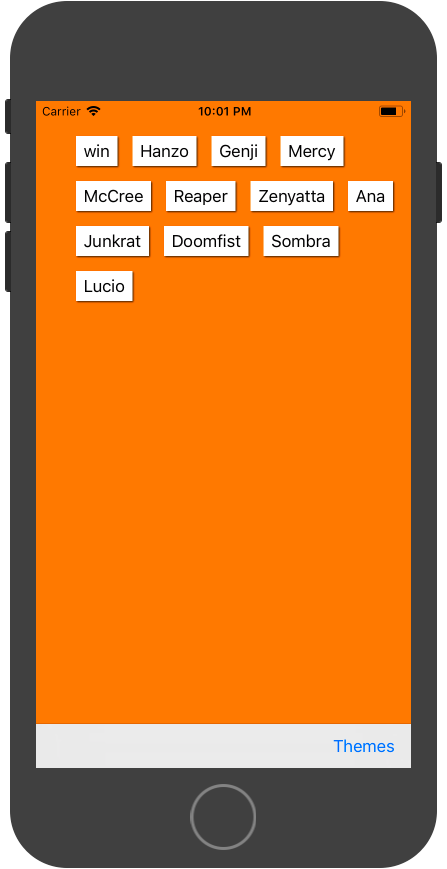 Carrier 10:01 PM
win Hanzo Genji Mercy
McCree Reaper Zenyatta Ana
Junkrat Doomfist Sombra
Lucio
Themes